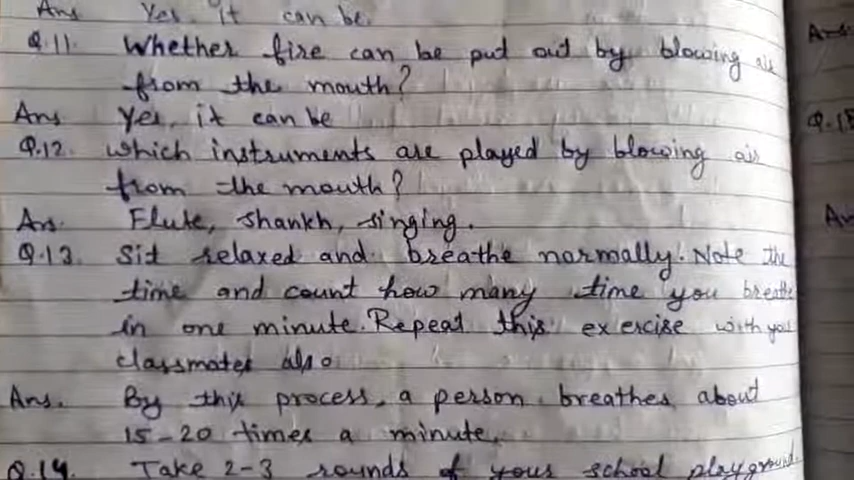 Ans Yes, it can be.
Q.11. Whether fire can be put out by blowing air
from the mouth?
Ans Yes, it can be
Q.12. which instruments are played by blowing air
from the mouth?
Ans. Flute, shankh, singing.
Q.13. Sit relaxed and breathe normally. Note the
time and count how many time you breathe
in one minute. Repeat this exercise with your
classmates also
Ans. By this process, a person breathes about
15-20 times a minute.
Q.14. Take 2-3 rounds of your school playground.
Ans
Q.15
An